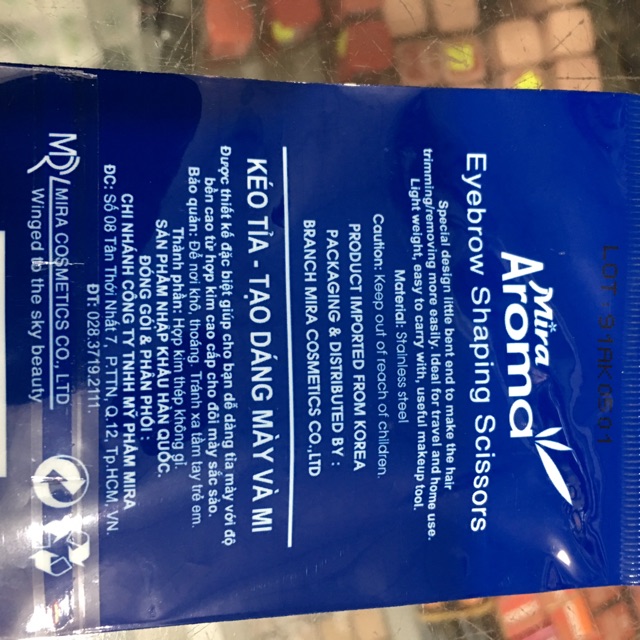 LOT : 91RK0501
Mira
Aroma
Eyebrow Shaping Scissors
Special design little bent end to make the hair
trimming/removing more easily. Ideal for travel and home use.
Light weight, easy to carry with, useful makeup tool.
Material: Stainless steel
Caution: Keep out of reach of children.
PRODUCT IMPORTED FROM KOREA
PACKAGING & DISTRIBUTED BY :
BRANCH MIRA COSMETICS CO.,LTD
KÉO TỈA - TẠO DÁNG MÀY VÀ MI
Được thiết kế đặc biệt giúp cho bạn dễ dàng tỉa mày với độ
bền cao từ hợp kim cao cấp cho đôi mày sắc sảo.
Bảo quản: Để nơi khô, thoáng. Tránh xa tầm tay trẻ em.
Thành phần: Hợp kim thép không gỉ.
SẢN PHẨM NHẬP KHẨU HÀN QUỐC.
ĐÓNG GÓI & PHÂN PHỐI :
CHI NHÁNH CÔNG TY TNHH MỸ PHẨM MIRA
ĐC: Số 08 Tân Thới Nhất 7, P.TTN, Q.12, Tp.HCM, VN.
ĐT: 028.3719.2111.
MIRA COSMETICS CO., LTD
Winged to the sky beauty